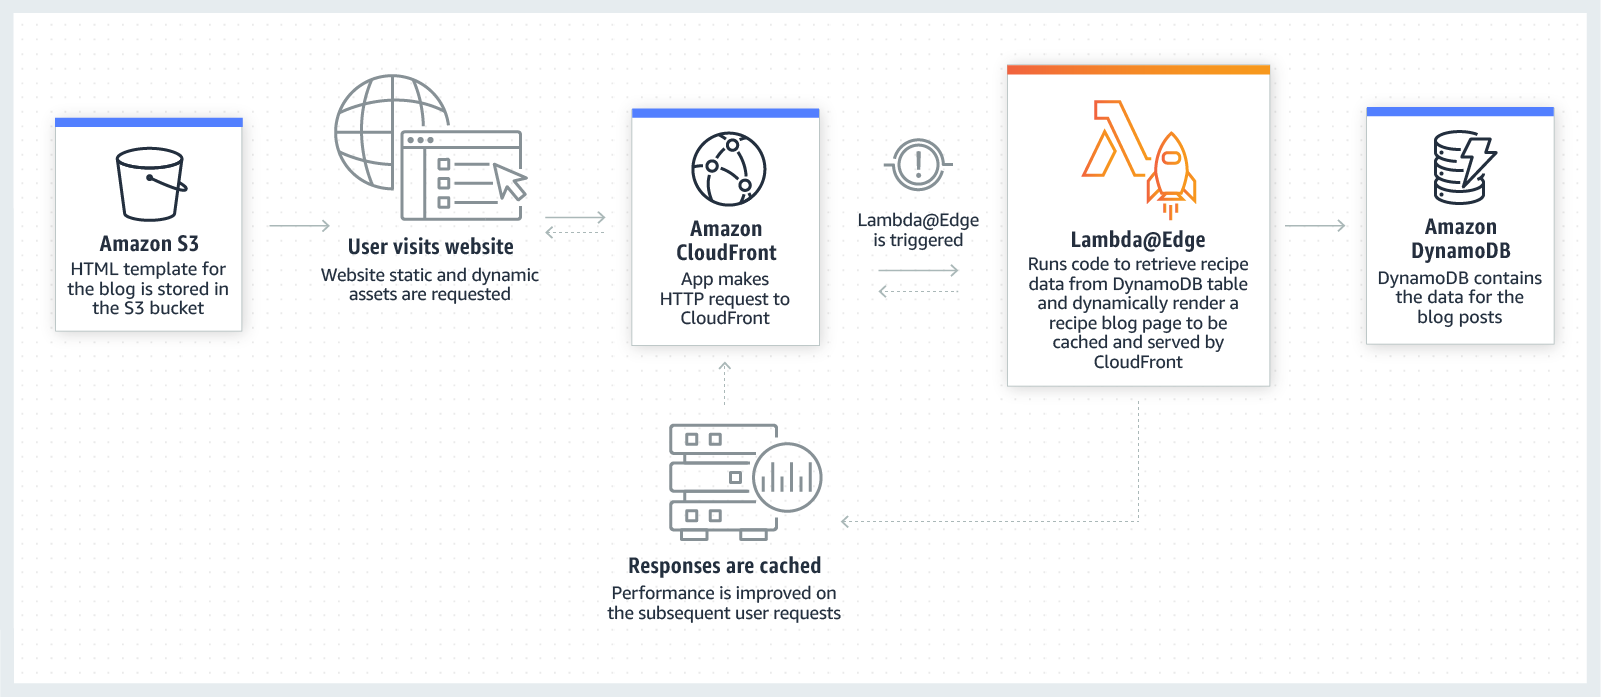 Amazon S3
HTML template for
the blog is stored in
the S3 bucket
User visits website
Website static and dynamic
assets are requested
Amazon
CloudFront
App makes
HTTP request to
CloudFront
Lambda@Edge
is triggered
Lambda@Edge
Runs code to retrieve recipe
data from DynamoDB table
and dynamically render a
recipe blog page to be
cached and served by
CloudFront
Amazon
DynamoDB
DynamoDB contains
the data for the
blog posts
Responses are cached
Performance is improved on
the subsequent user requests